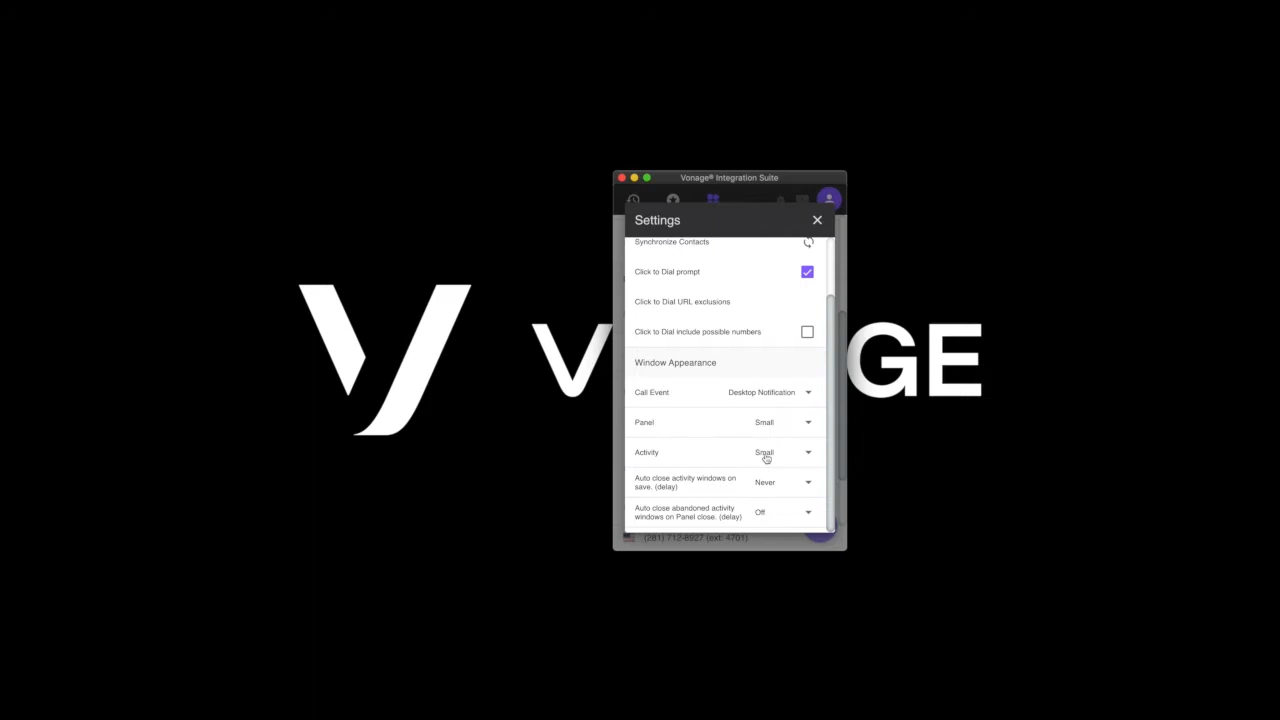 Vonage® Integration Suite
Settings
Synchronize Contacts
Click to Dial prompt
Click to Dial URL exclusions
Click to Dial include possible numbers
Window Appearance
Call Event Desktop Notification
Panel Small
Activity Small
Auto close activity windows on
save. (delay) Never
Auto close abandoned activity
windows on Panel close. (delay) Off
(281) 712-8927 (ext: 4701)
V GE